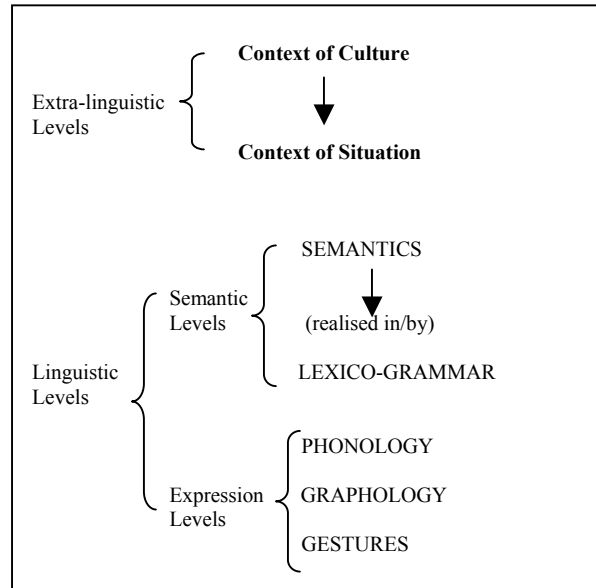 Context of Culture
Extra-linguistic
Levels
Context of Situation
SEMANTICS
Semantic
Levels
(realised in/by)
LEXICO-GRAMMAR
Linguistic
Levels
PHONOLOGY
Expression
Levels
GRAPHOLOGY
GESTURES